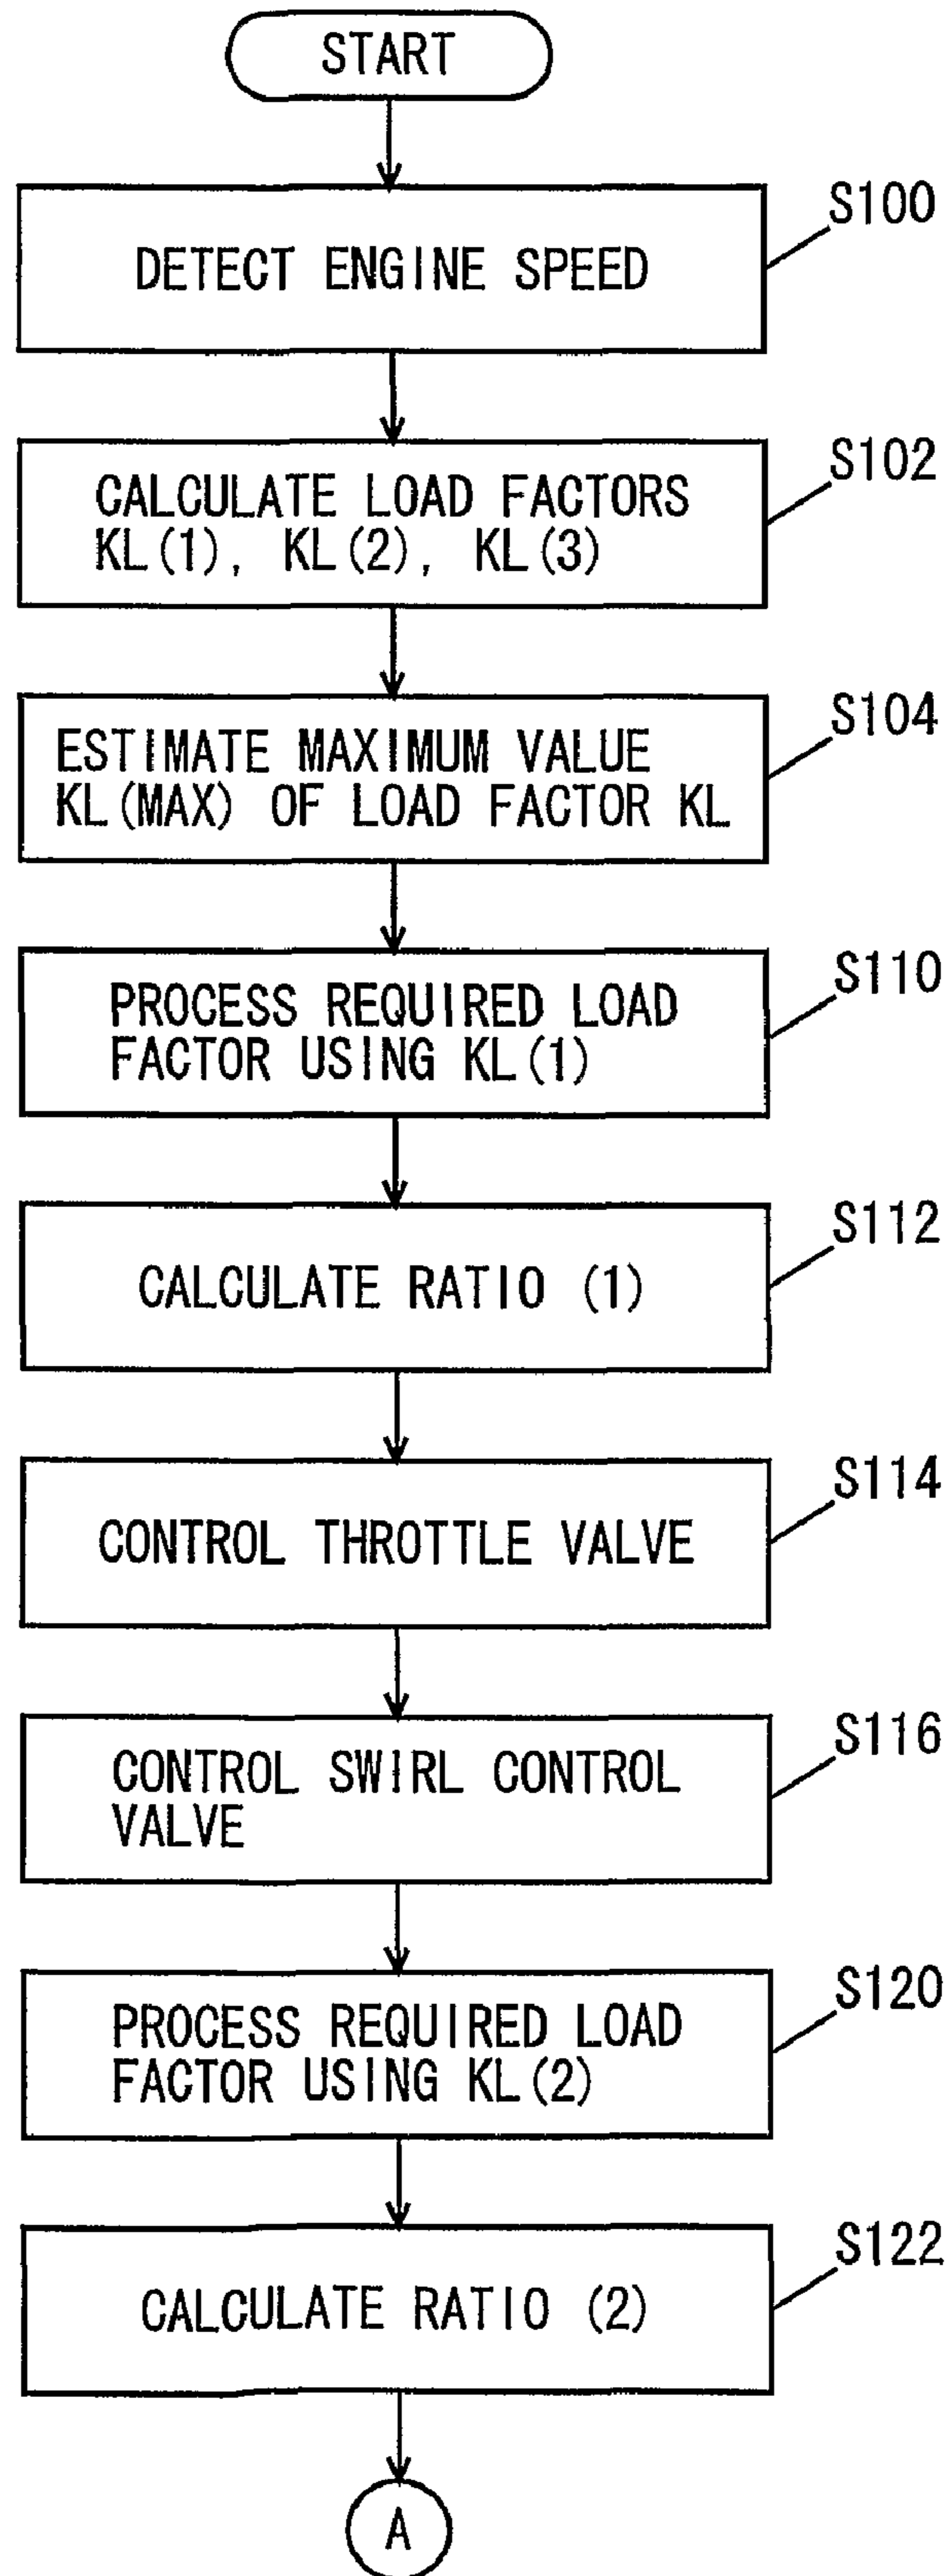 START
S100
DETECT ENGINE SPEED
S102
CALCULATE LOAD FACTORS
KL(1), KL(2), KL(3)
S104
ESTIMATE MAXIMUM VALUE
KL(MAX) OF LOAD FACTOR KL
S110
PROCESS REQUIRED LOAD
FACTOR USING KL(1)
S112
CALCULATE RATIO (1)
S114
CONTROL THROTTLE VALVE
S116
CONTROL SWIRL CONTROL
VALVE
S120
PROCESS REQUIRED LOAD
FACTOR USING KL(2)
S122
CALCULATE RATIO (2)
A